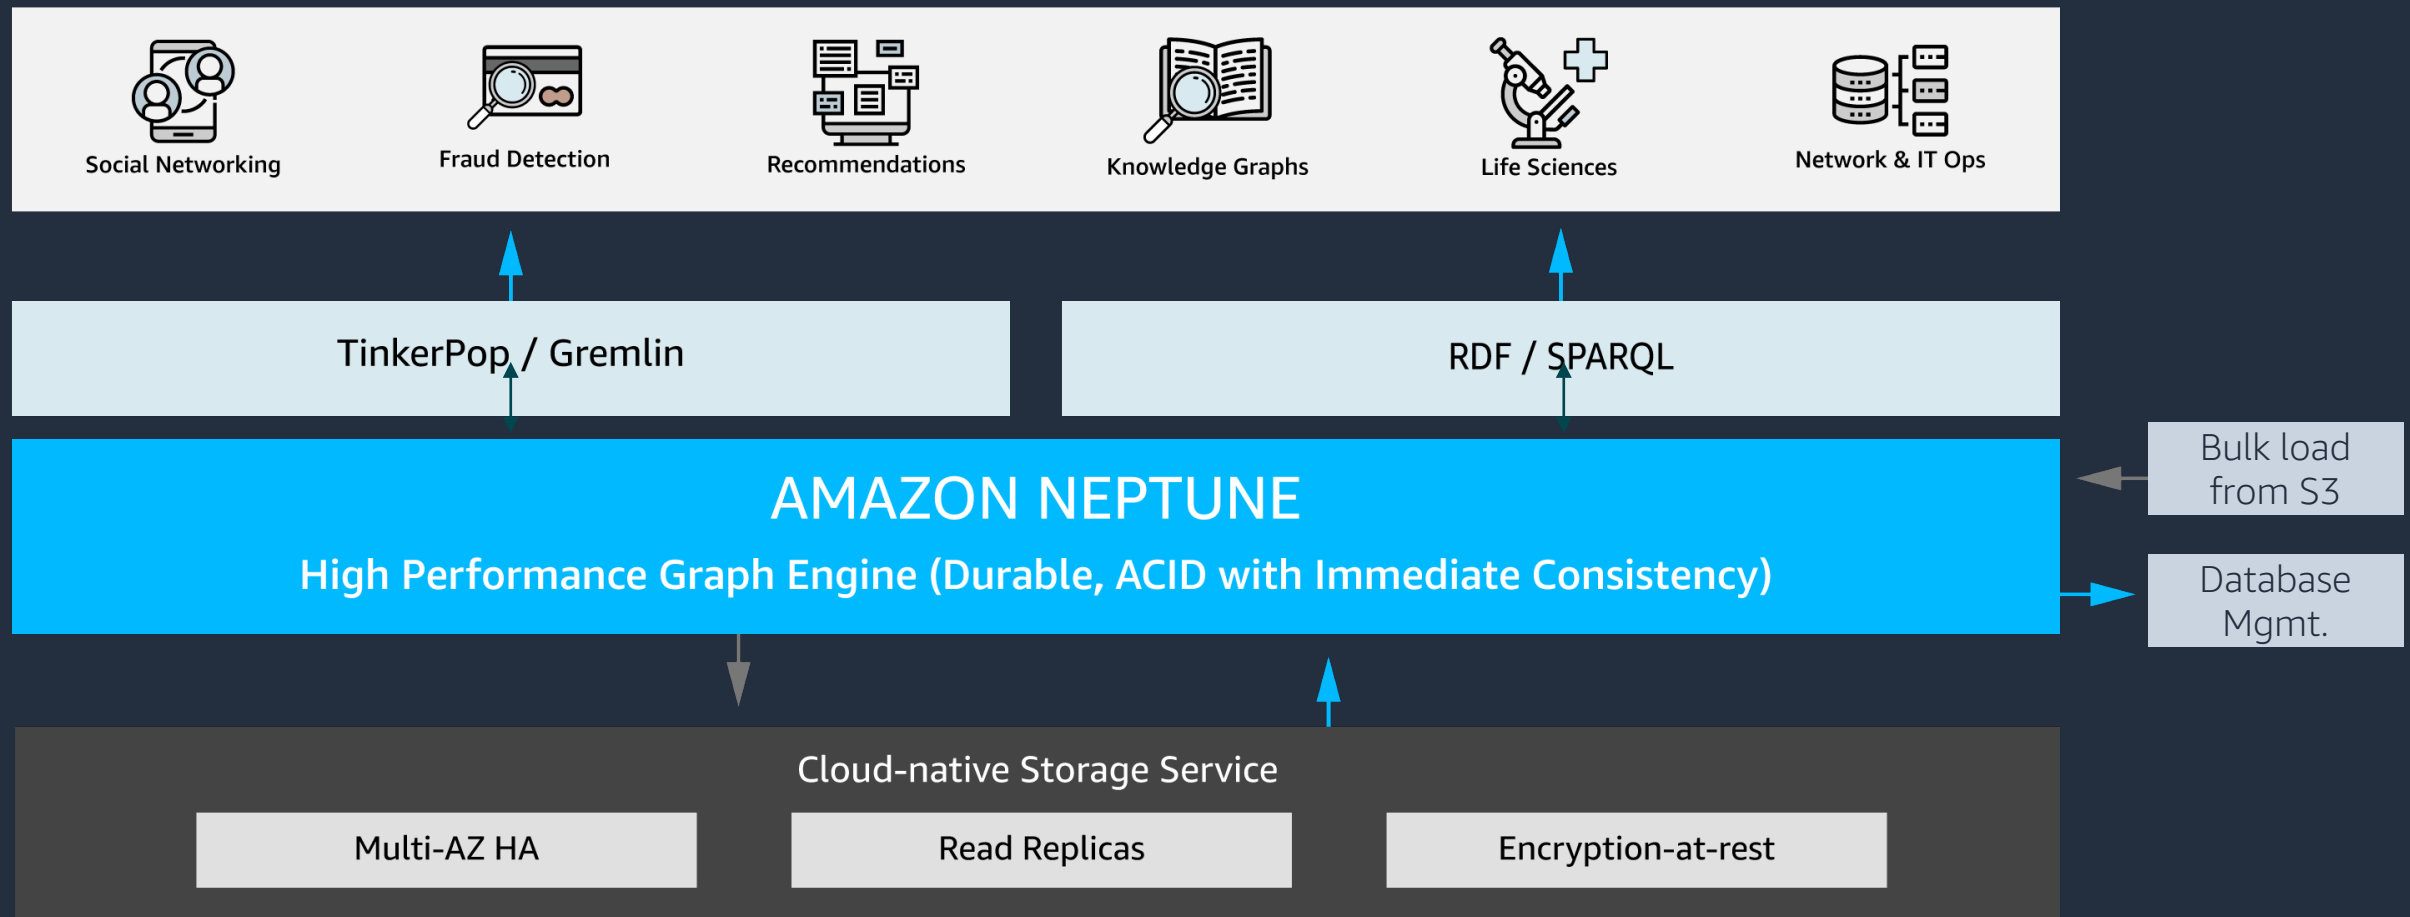 Social Networking
Fraud Detection
Recommendations
Knowledge Graphs
Life Sciences
Network & IT Ops
TinkerPop / Gremlin
RDF / SPARQL
AMAZON NEPTUNE
High Performance Graph Engine (Durable, ACID with Immediate Consistency)
Bulk load
from S3
Database
Mgmt.
Cloud-native Storage Service
Multi-AZ HA
Read Replicas
Encryption-at-rest